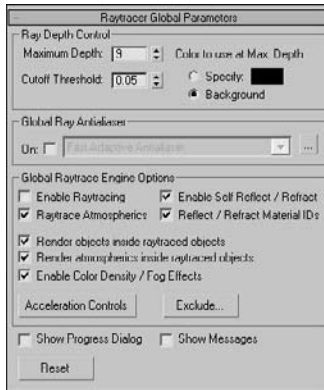 Raytracer Global Parameters
Ray Depth Control
Maximum Depth: 9 Color to use at Max. Depth
Cutoff Threshold: 0.05 Specify:
Background
Global Ray Antialiaser
On: Fast Adaptive Antialiaser ...
Global Raytrace Engine Options
Enable Raytracing Enable Self Reflect / Refract
Raytrace Atmospherics Reflect / Refract Material IDs
Render objects inside raytraced objects
Render atmospherics inside raytraced objects
Enable Color Density / Fog Effects
Acceleration Controls Exclude...
Show Progress Dialog Show Messages
Reset